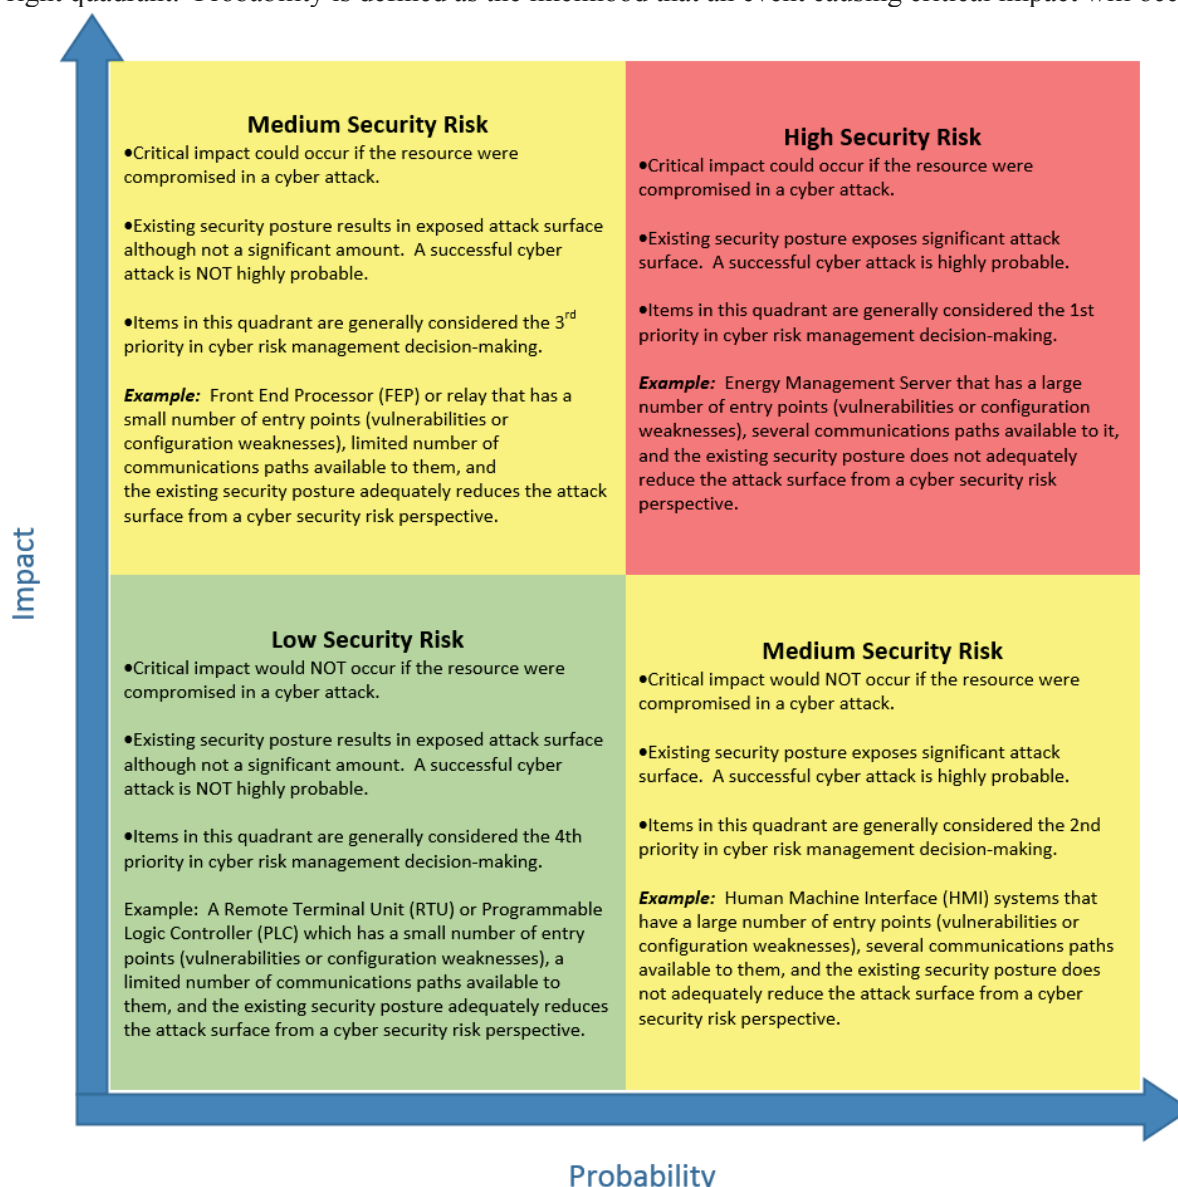 right quadrant. Probability is defined as the likelihood that an event causing critical impact will occ
Medium Security Risk
•Critical impact could occur if the resource were
compromised in a cyber attack.
•Existing security posture results in exposed attack surface
although not a significant amount. A successful cyber
attack is NOT highly probable.
•Items in this quadrant are generally considered the 3rd
priority in cyber risk management decision-making.
Example: Front End Processor (FEP) or relay that has a
small number of entry points (vulnerabilities or
configuration weaknesses), limited number of
communications paths available to them, and
the existing security posture adequately reduces the attack
surface from a cyber security risk perspective.
High Security Risk
•Critical impact could occur if the resource were
compromised in a cyber attack.
•Existing security posture exposes significant attack
surface. A successful cyber attack is highly probable.
•Items in this quadrant are generally considered the 1st
priority in cyber risk management decision-making.
Example: Energy Management Server that has a large
number of entry points (vulnerabilities or configuration
weaknesses), several communications paths available to it,
and the existing security posture does not adequately
reduce the attack surface from a cyber security risk
perspective.
Impact
Low Security Risk
•Critical impact would NOT occur if the resource were
compromised in a cyber attack.
•Existing security posture results in exposed attack surface
although not a significant amount. A successful cyber
attack is NOT highly probable.
•Items in this quadrant are generally considered the 4th
priority in cyber risk management decision-making.
Example: A Remote Terminal Unit (RTU) or Programmable
Logic Controller (PLC) which has a small number of entry
points (vulnerabilities or configuration weaknesses), a
limited number of communications paths available to
them, and the existing security posture adequately reduces
the attack surface from a cyber security risk perspective.
Medium Security Risk
•Critical impact would NOT occur if the resource were
compromised in a cyber attack.
•Existing security posture exposes significant attack
surface. A successful cyber attack is highly probable.
•Items in this quadrant are generally considered the 2nd
priority in cyber risk management decision-making.
Example: Human Machine Interface (HMI) systems that
have a large number of entry points (vulnerabilities or
configuration weaknesses), several communications paths
available to them, and the existing security posture does
not adequately reduce the attack surface from a cyber
security risk perspective.
Probability